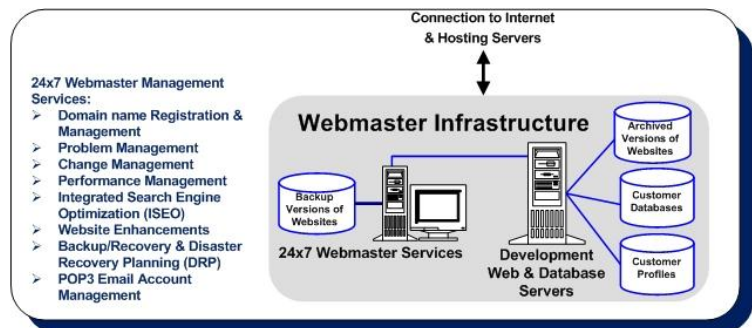 Connection to Internet
& Hosting Servers
24x7 Webmaster Management
Services:
➢ Domain name Registration &
Management
➢ Problem Management
➢ Change Management
➢ Performance Management
➢ Integrated Search Engine
Optimization (ISEO)
➢ Website Enhancements
➢ Backup/Recovery & Disaster
Recovery Planning (DRP)
➢ POP3 Email Account
Management
Webmaster Infrastructure
Backup
Versions of
Websites
24x7 Webmaster Services
Development
Web & Database
Servers
Archived
Versions of
Websites
Customer
Databases
Customer
Profiles